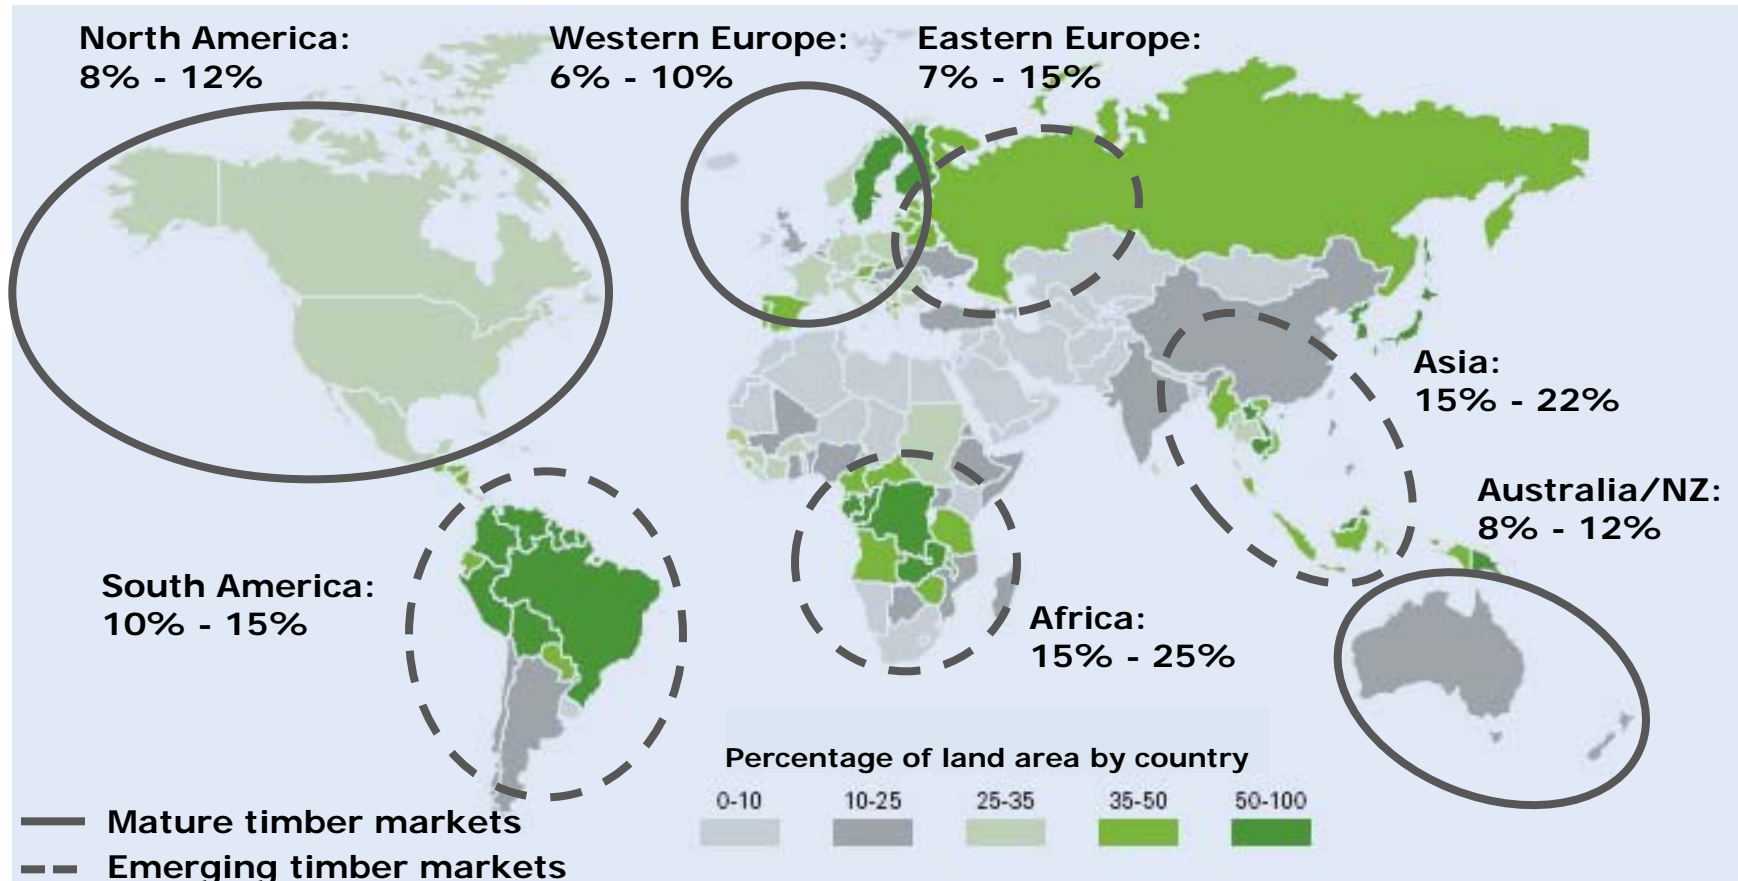 North America:
8% - 12%
Western Europe:
6% - 10%
Eastern Europe:
7% - 15%
Asia:
15% - 22%
Australia/NZ:
8% - 12%
South America:
10% - 15%
Africa:
15% - 25%
Percentage of land area by country
0-10 10-25 25-35 35-50 50-100
Mature timber markets
Emerging timber markets